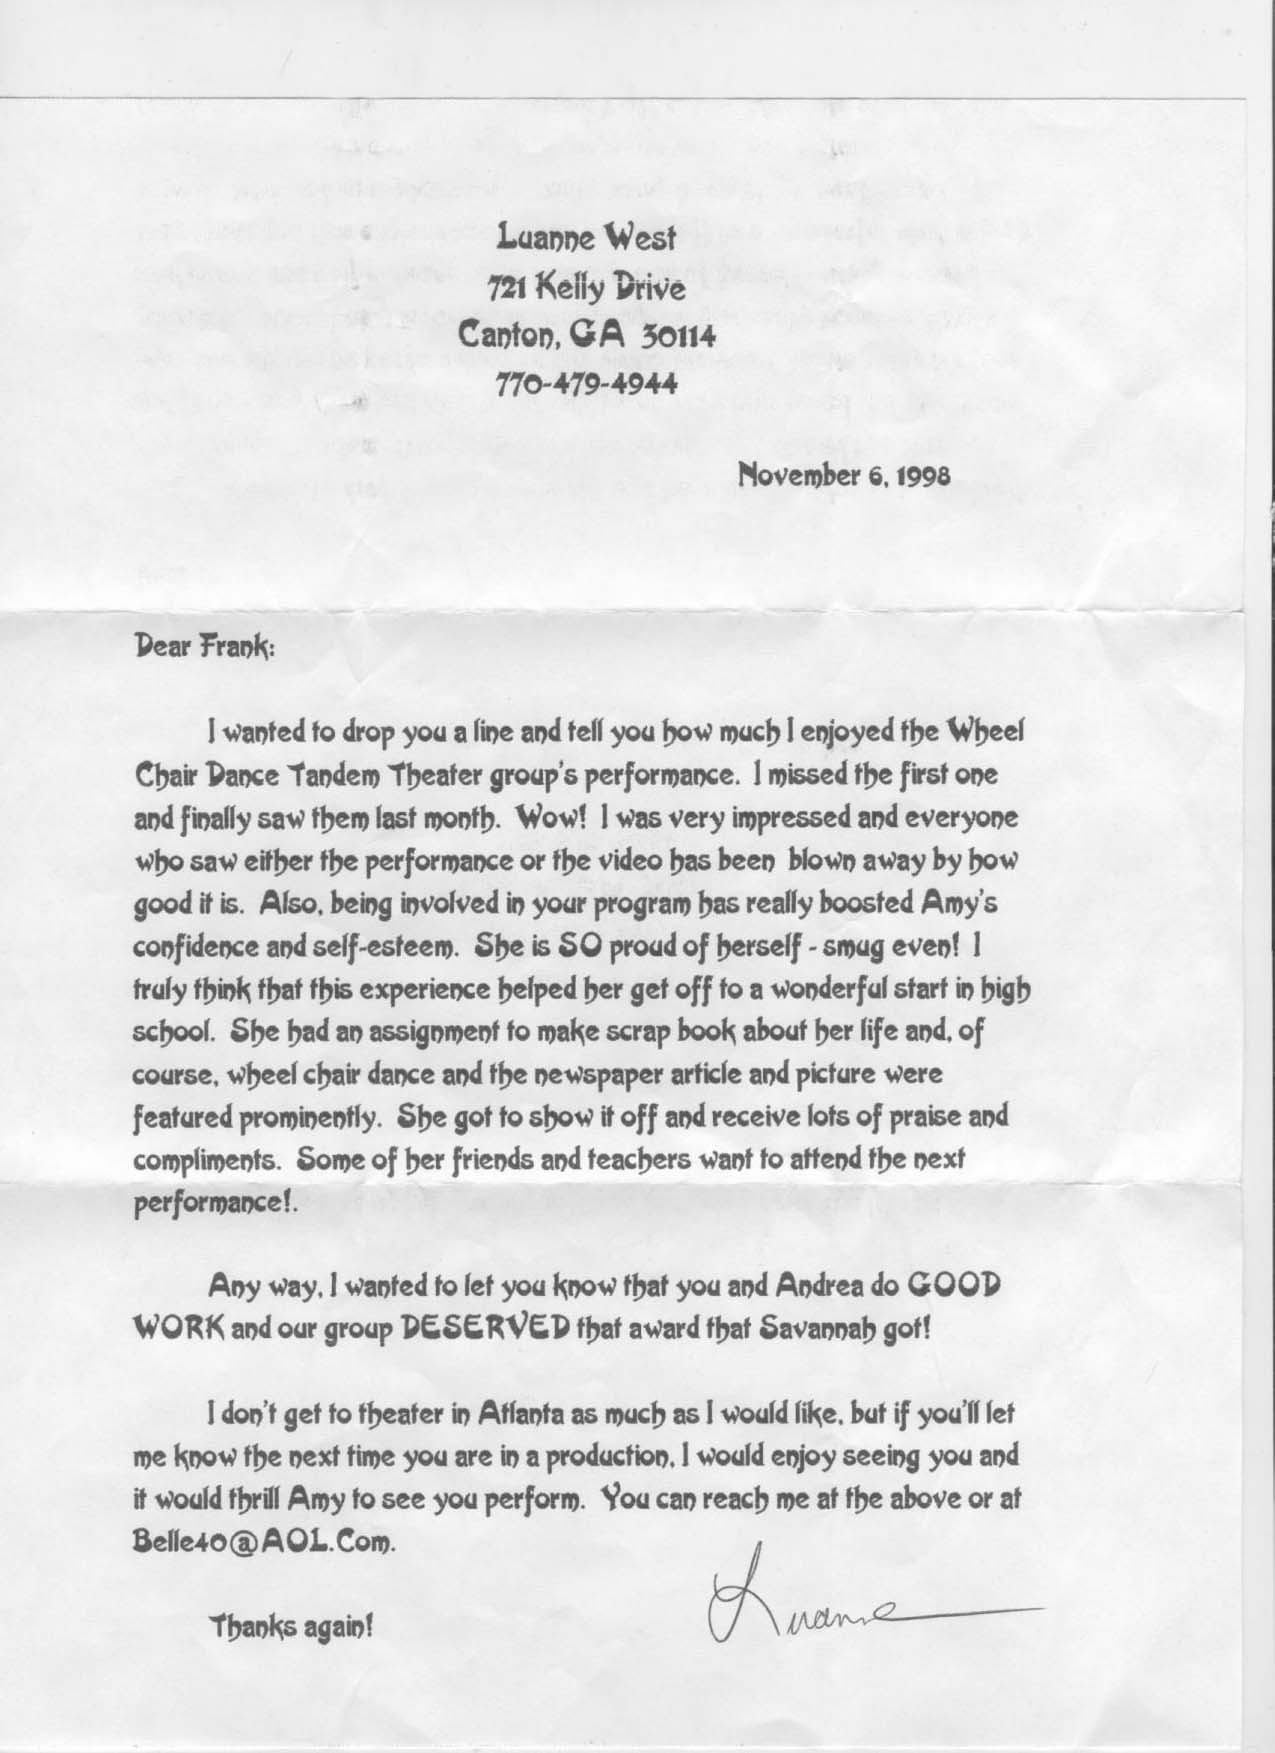 Luanne West
721 Kelly Drive
Canton, GA 30114
770-479-4944
November 6, 1998
Dear Frank:
I wanted to drop you a line and tell you how much I enjoyed the Wheel
Chair Dance Tandem Theater group's performance. I missed the first one
and finally saw them last month. Wow! I was very impressed and everyone
who saw either the performance or the video has been blown away by how
good it is. Also, being involved in your program has really boosted Amy's
confidence and self-esteem. She is SO proud of herself - smug even! I
truly think that this experience helped her get off to a wonderful start in high
school. She had an assignment to make scrap book about her life and, of
course, wheel chair dance and the newspaper article and picture were
featured prominently. She got to show it off and receive lots of praise and
compliments. Some of her friends and teachers want to attend the next
performance!.
Any way, I wanted to let you know that you and Andrea do GOOD
WORK and our group DESERVED that award that Savannah got!
I don't get to theater in Atlanta as much as I would like, but if you'll let
me know the next time you are in a production, I would enjoy seeing you and
it would thrill Amy to see you perform. You can reach me at the above or at
Belle40@AOL.Com.
Thanks again!
Luanne